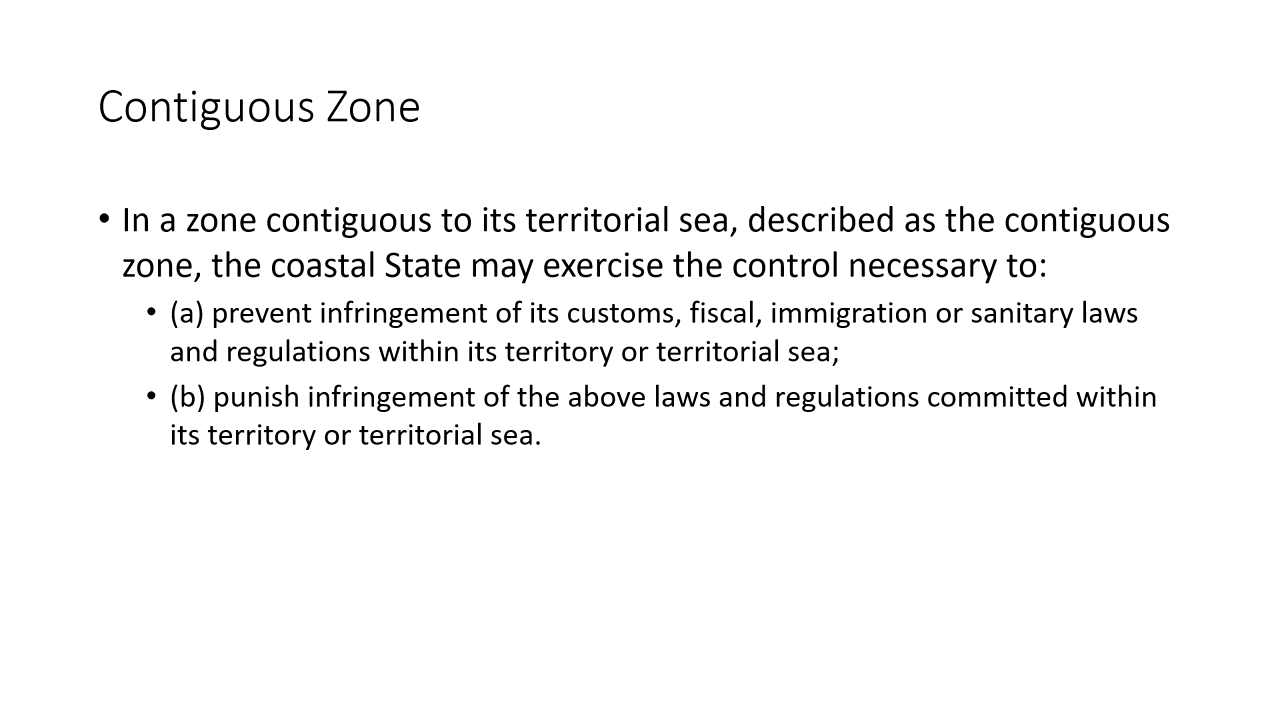 Contiguous Zone
• In a zone contiguous to its territorial sea, described as the contiguous
zone, the coastal State may exercise the control necessary to:
• (a) prevent infringement of its customs, fiscal, immigration or sanitary laws
and regulations within its territory or territorial sea;
• (b) punish infringement of the above laws and regulations committed within
its territory or territorial sea.